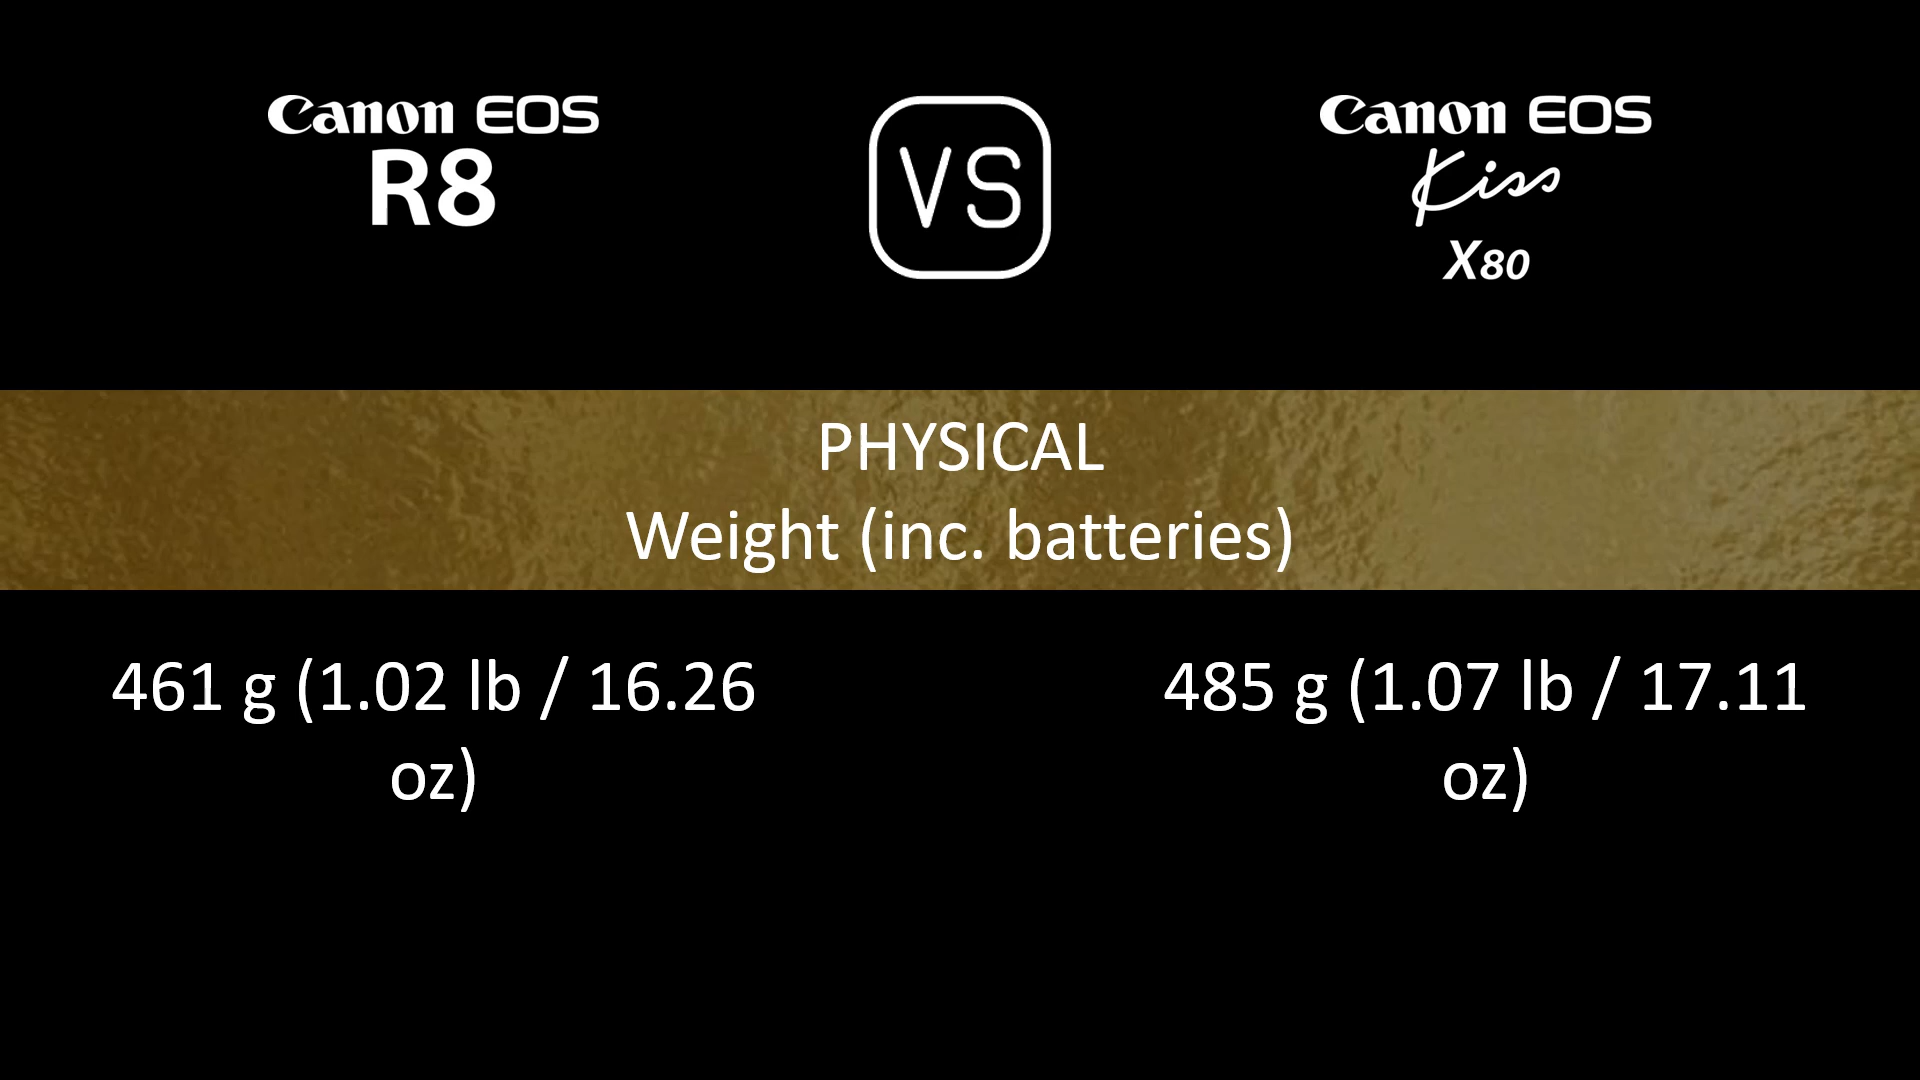 Canon EOS
R8
VS
Canon EOS
Kiss
X80
PHYSICAL
Weight (inc. batteries)
461 g (1.02 lb / 16.26
oz)
485 g (1.07 lb / 17.11
oz)